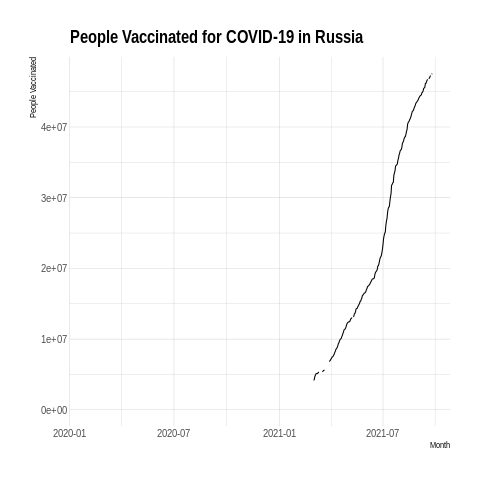 People Vaccinated for COVID-19 in Russia
People Vaccinated
4e+07
3e+07
2e+07
1e+07
0e+00
2020-01 2020-07 2021-01 2021-07
Month